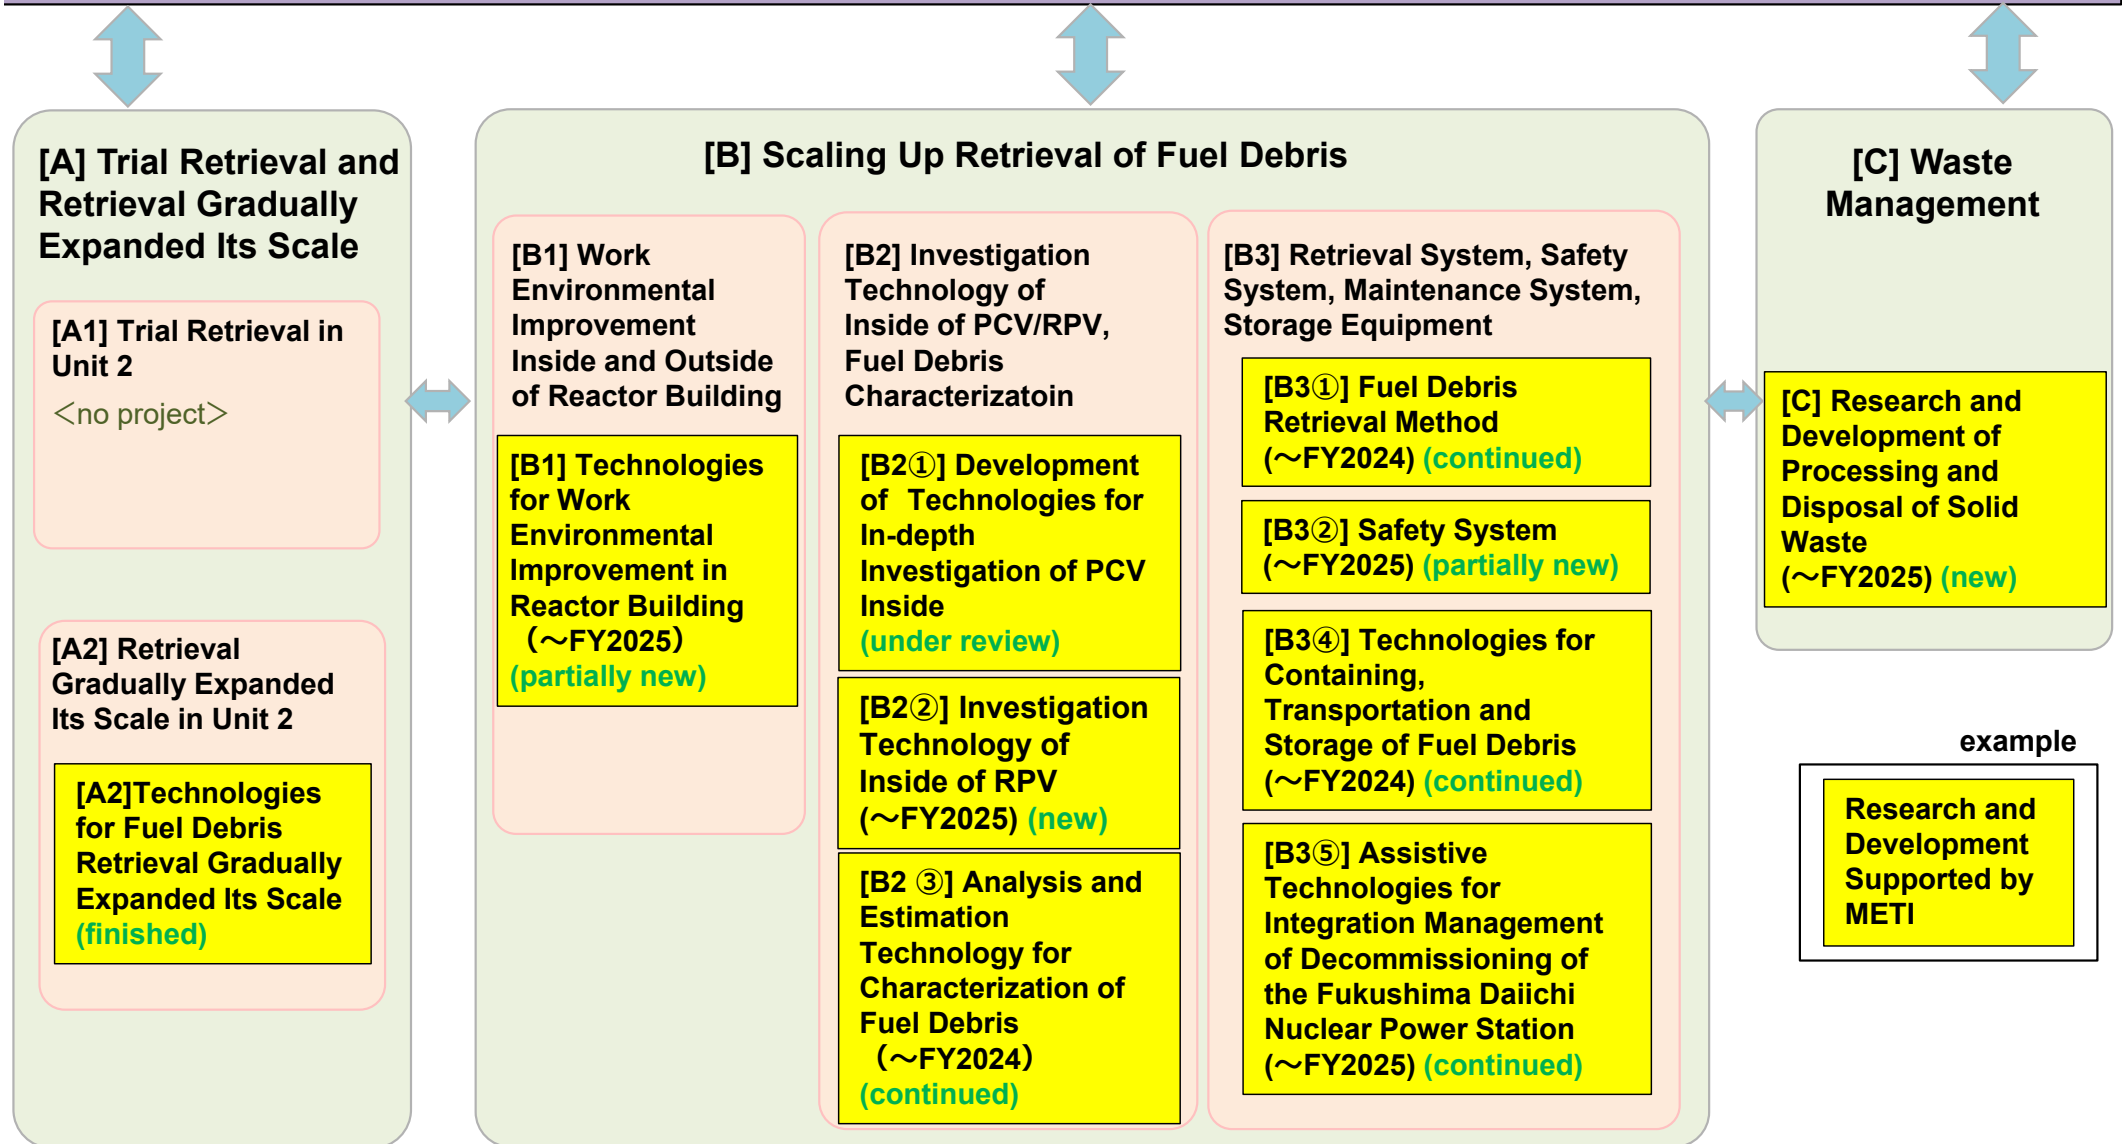 [A] Trial Retrieval and
Retrieval Gradually
Expanded Its Scale
[A1] Trial Retrieval in
Unit 2
＜no project＞
[A2] Retrieval
Gradually Expanded
Its Scale in Unit 2
[A2]Technologies
for Fuel Debris
Retrieval Gradually
Expanded Its Scale
(finished)
[B] Scaling Up Retrieval of Fuel Debris
[B1] Work
Environmental
Improvement
Inside and Outside
of Reactor Building
[B1] Technologies
for Work
Environmental
Improvement in
Reactor Building
（～FY2025）
(partially new)
[B2] Investigation
Technology of
Inside of PCV/RPV,
Fuel Debris
Characterizatoin
[B2①] Development
of Technologies for
In-depth
Investigation of PCV
Inside
(under review)
[B2②] Investigation
Technology of
Inside of RPV
(～FY2025) (new)
[B2 ③] Analysis and
Estimation
Technology for
Characterization of
Fuel Debris
（～FY2024）
(continued)
[B3] Retrieval System, Safety
System, Maintenance System,
Storage Equipment
[B3①] Fuel Debris
Retrieval Method
(～FY2024) (continued)
[B3②] Safety System
(～FY2025) (partially new)
[B3④] Technologies for
Containing,
Transportation and
Storage of Fuel Debris
(～FY2024) (continued)
[B3⑤] Assistive
Technologies for
Integration Management
of Decommissioning of
the Fukushima Daiichi
Nuclear Power Station
(～FY2025) (continued)
[C] Waste
Management
[C] Research and
Development of
Processing and
Disposal of Solid
Waste
(～FY2025) (new)
example
Research and
Development
Supported by
METI